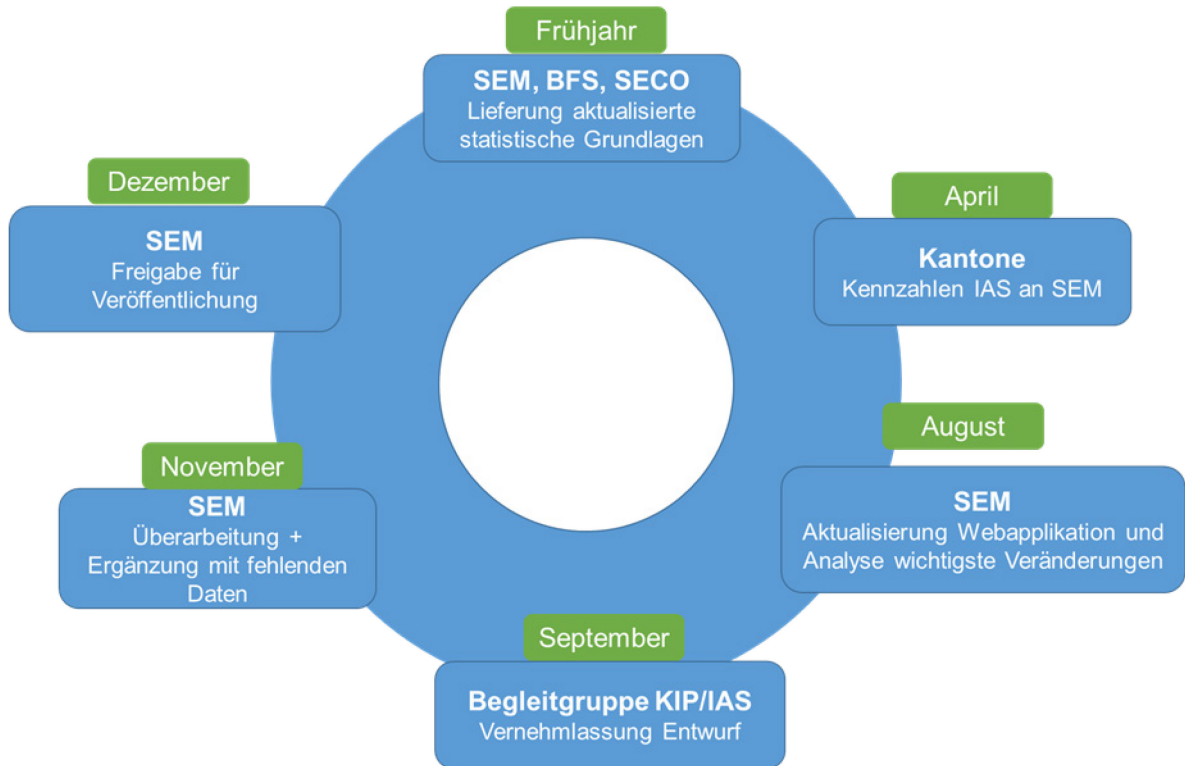 Frühjahr
SEM, BFS, SECO
Lieferung aktualisierte
statistische Grundlagen
April
Kantone
Kennzahlen IAS an SEM
August
SEM
Aktualisierung Webapplikation und
Analyse wichtigste Veränderungen
September
Begleitgruppe KIP/IAS
Vernehmlassung Entwurf
November
SEM
Überarbeitung +
Ergänzung mit fehlenden
Daten
Dezember
SEM
Freigabe für
Veröffentlichung